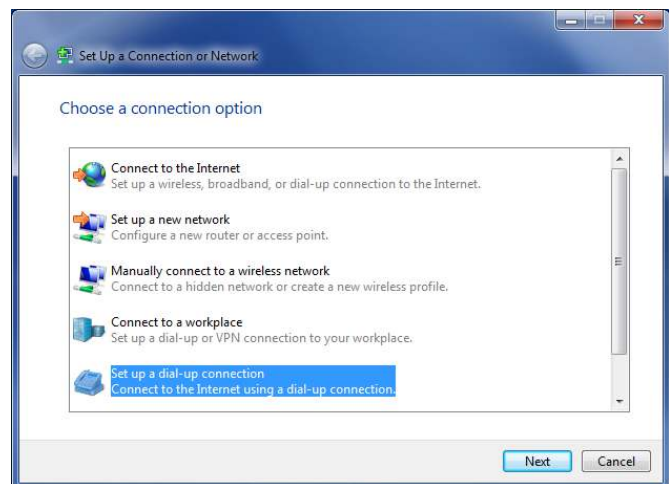 Set Up a Connection or Network
Choose a connection option
Connect to the Internet
Set up a wireless, broadband, or dial-up connection to the Internet.
Set up a new network
Configure a new router or access point.
Manually connect to a wireless network
Connect to a hidden network or create a new wireless profile.
Connect to a workplace
Set up a dial-up or VPN connection to your workplace.
Set up a dial-up connection
Connect to the Internet using a dial-up connection.
Next Cancel